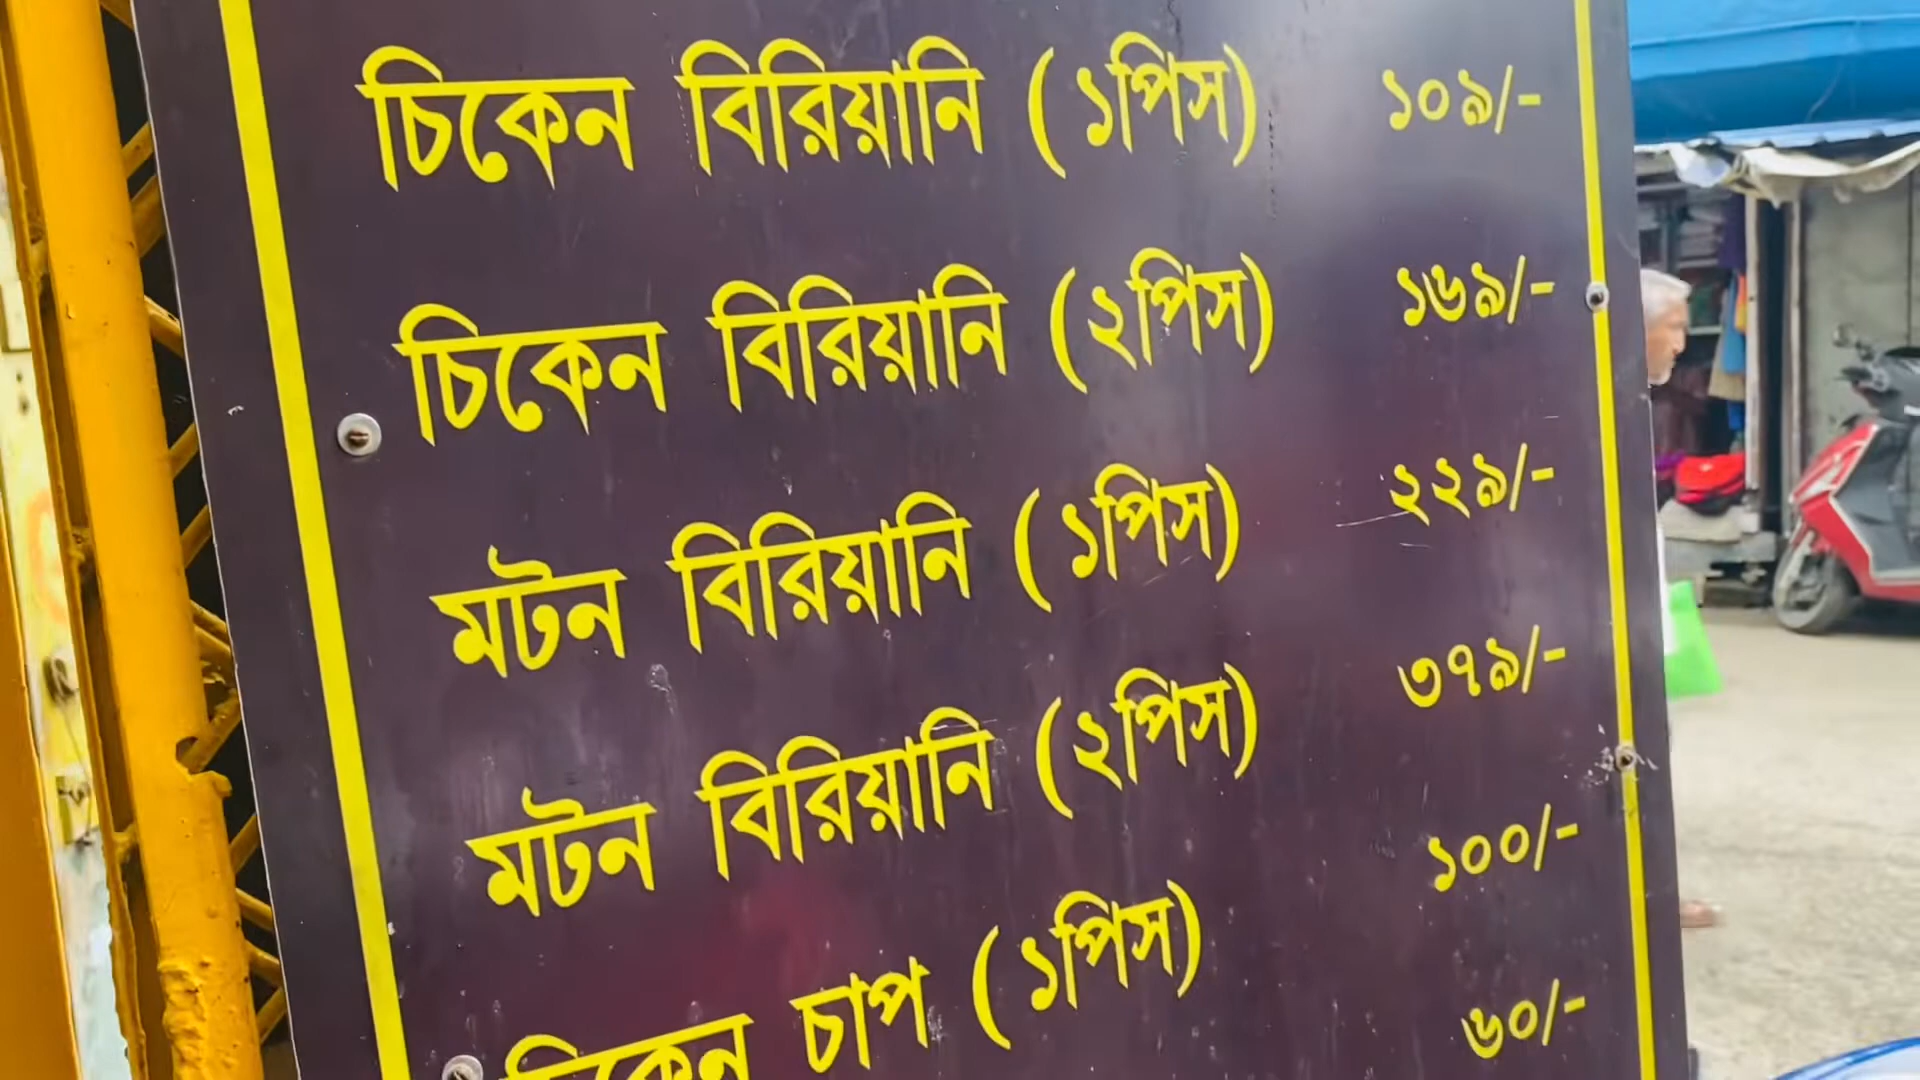 চিকেন বিরিয়ানি (১পিস) ১০৯/-
চিকেন বিরিয়ানি (২পিস) ১৬৯/-
মটন বিরিয়ানি (১পিস) ২২৯/-
মটন বিরিয়ানি (২পিস) ৩৭৯/-
চিকেন চাপ (১পিস) ১০০/-
৬০/-